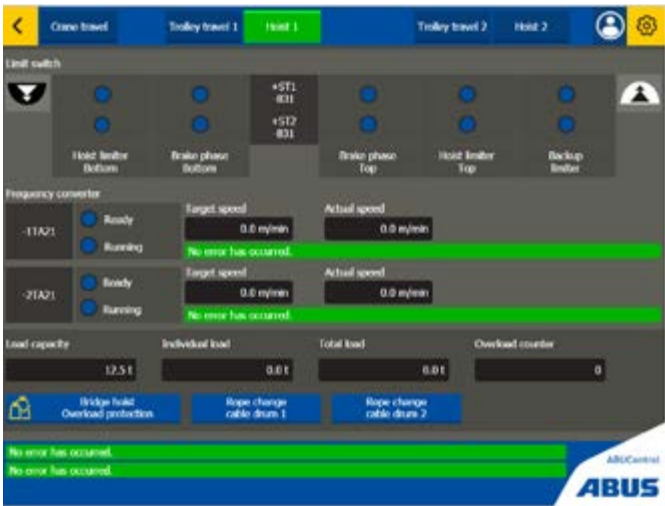 Crane travel
Trolley travel 1
Hoist 1
Trolley travel 2
Hoist 2
Limit switch
+ST1
-B31
+ST2
-B31
Hoist limiter
Bottom
Brake phase
Bottom
Brake phase
Top
Hoist limiter
Top
Backup
limiter
Frequency converter
-1TA21
Ready
Running
Target speed
0.0 m/min
Actual speed
0.0 m/min
No error has occurred.
-2TA21
Ready
Running
Target speed
0.0 m/min
Actual speed
0.0 m/min
No error has occurred.
Load capacity
Individual load
Total load
Overload counter
12.5 t
0.0 t
0.0 t
0
Bridge hoist
Overload protection
Rope change
cable drum 1
Rope change
cable drum 2
No error has occurred.
No error has occurred.
ABUControl
ABUS